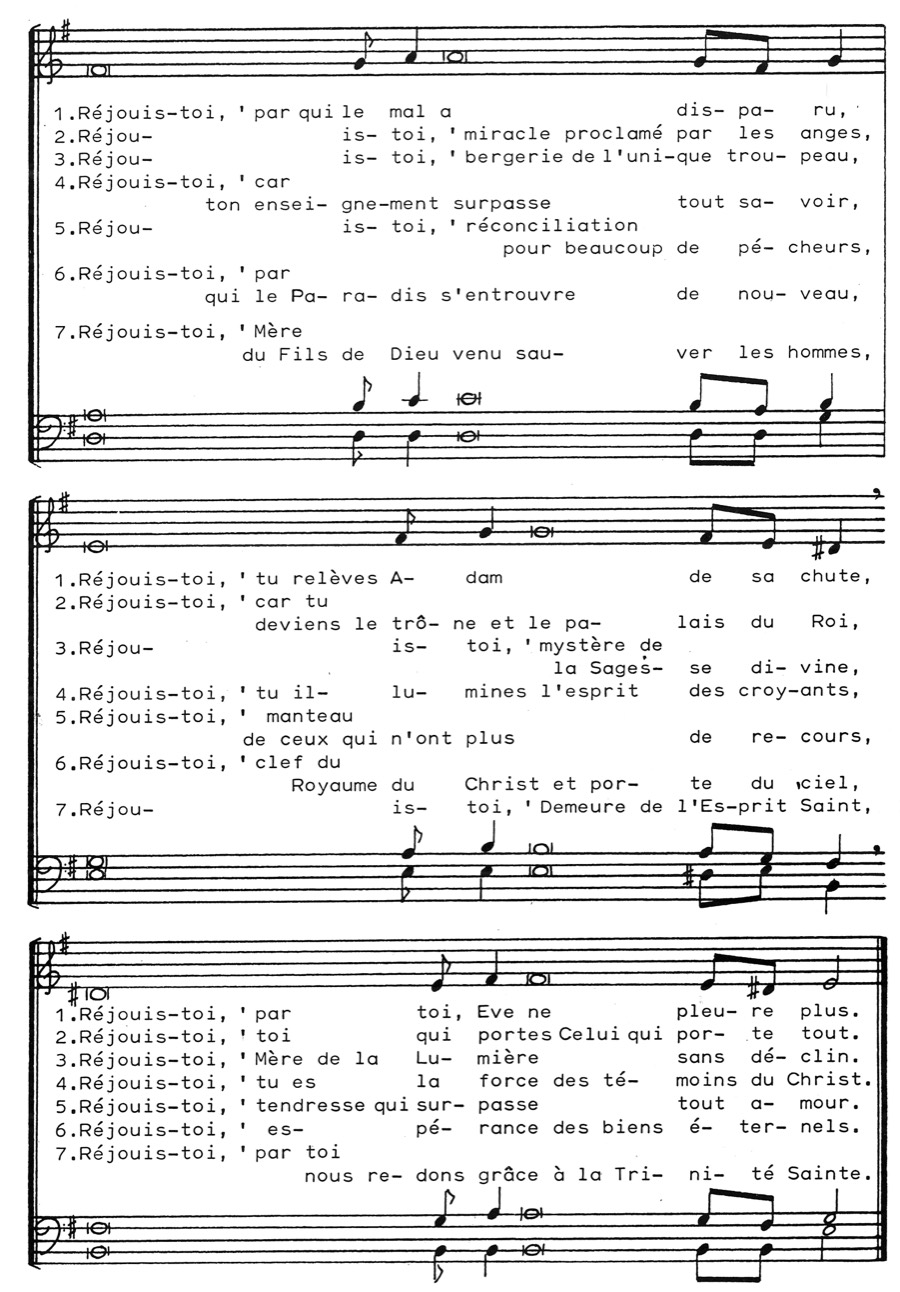 1.Réjouis-toi, ' par qui le mal a dis- pa- ru,
2.Réjou- is- toi, ' miracle proclamé par les anges,
3.Réjou- is- toi, ' bergerie de l'uni-que trou- peau,
4.Réjouis-toi, ' car
ton ensei- gne-ment surpasse tout sa- voir,
5.Réjou- is- toi, ' réconciliation
pour beaucoup de pé- cheurs,
6.Réjouis-toi, ' par
qui le Pa- ra- dis s'entrouvre de nou- veau,
7.Réjouis-toi, ' Mère
du Fils de Dieu venu sau- ver les hommes,
1.Réjouis-toi, ' tu relèves A- dam de sa chute,
2.Réjouis-toi, ' car tu
deviens le trô- ne et le pa- lais du Roi,
3.Réjou- is- toi, ' mystère de
la Sages- se di- vine,
4.Réjouis-toi, ' tu il- lu- mines l'esprit des croy-ants,
5.Réjouis-toi, ' manteau
de ceux qui n'ont plus de re- cours,
6.Réjouis-toi, ' clef du
Royaume du Christ et por- te du ciel,
7.Réjou- is- toi, ' Demeure de l'Es-prit Saint,
1.Réjouis-toi, ' par toi, Eve ne pleu- re plus.
2.Réjouis-toi, ' toi qui portes Celui qui por- te tout.
3.Réjouis-toi, ' Mère de la Lu- mière sans dé- clin.
4.Réjouis-toi, ' tu es la force des té- moins du Christ.
5.Réjouis-toi, ' tendresse qui sur- passe tout a- mour.
6.Réjouis-toi, ' es- pé- rance des biens é- ter- nels.
7.Réjouis-toi, ' par toi
nous re- dons grâce à la Tri- ni- té Sainte.